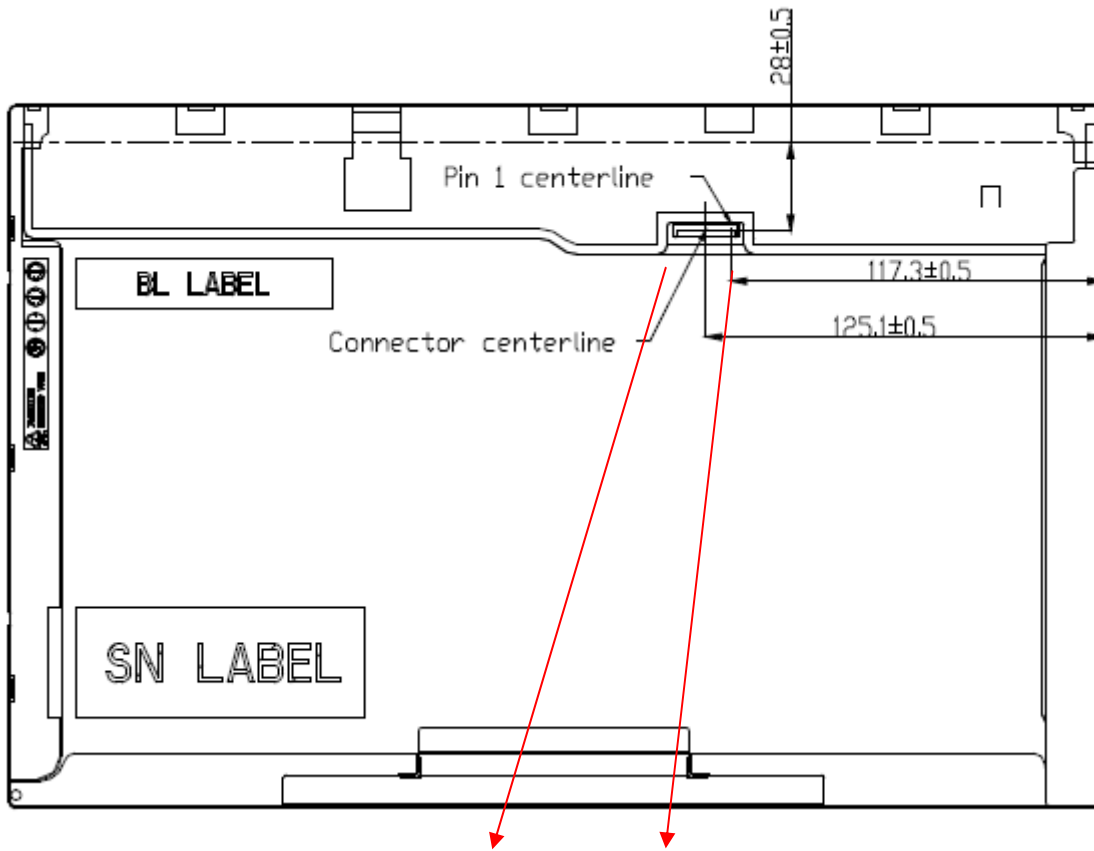 28±0.5
Pin 1 centerline
117.3±0.5
BL LABEL
125.1±0.5
Connector centerline
SN LABEL